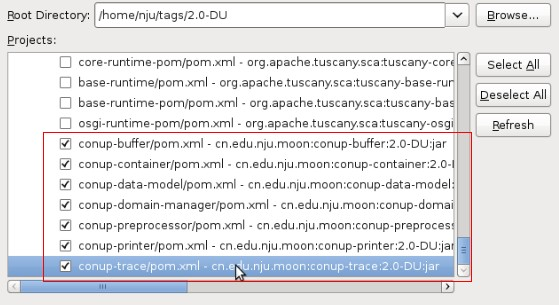 Root Directory: /home/nju/tags/2.0-DU Browse...
Projects:
core-runtime-pom/pom.xml - org.apache.tuscany.sca:tuscany-core
Select All
base-runtime/pom.xml - org.apache.tuscany.sca:tuscany-base-run
base-runtime/pom.xml - org.apache.tuscany.sca:tuscany-base-run
Deselect All
osgi-runtime/pom.xml - org.apache.tuscany.sca:tuscany-osgi
Refresh
conup-buffer/pom.xml - cn.edu.nju.moon:conup-buffer:2.0-DU:jar
conup-container/pom.xml - cn.edu.nju.moon:conup-container:2.0-
conup-data-model/pom.xml - cn.edu.nju.moon:conup-data-model:
conup-domain-manager/pom.xml - cn.edu.nju.moon:conup-domain
conup-preprocessor/pom.xml - cn.edu.nju.moon:conup-preprocess
conup-printer/pom.xml - cn.edu.nju.moon:conup-printer:2.0-DU:jar
conup-trace/pom.xml - cn.edu.nju.moon:conup-trace:2.0-DU:jar